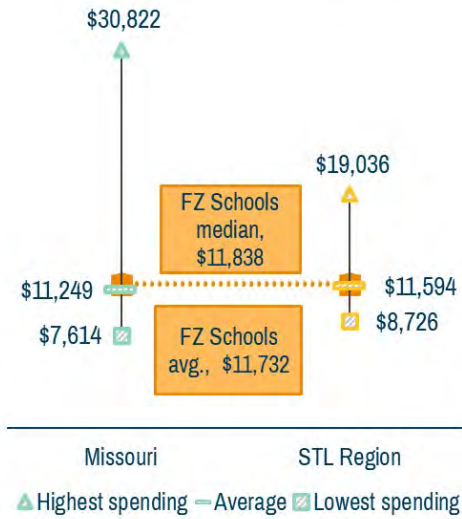 $30,822
$19,036
FZ Schools
median,
$11,838
$11,249
$11,594
$7,614
$8,726
FZ Schools
avg., $11,732
Missouri
STL Region
Highest spending
Average
Lowest spending